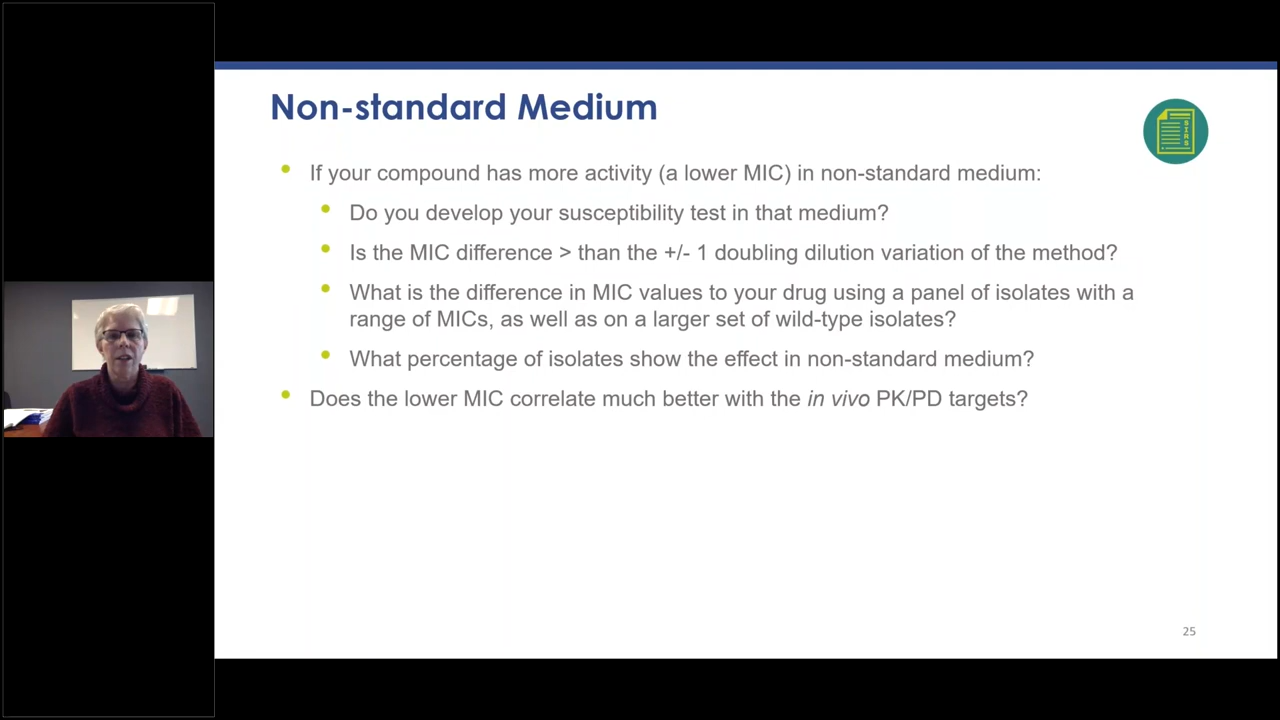 Non-standard Medium
If your compound has more activity (a lower MIC) in non-standard medium:
Do you develop your susceptibility test in that medium?
Is the MIC difference > than the +/- 1 doubling dilution variation of the method?
What is the difference in MIC values to your drug using a panel of isolates with a
range of MICs, as well as on a larger set of wild-type isolates?
What percentage of isolates show the effect in non-standard medium?
Does the lower MIC correlate much better with the in vivo PK/PD targets?
25